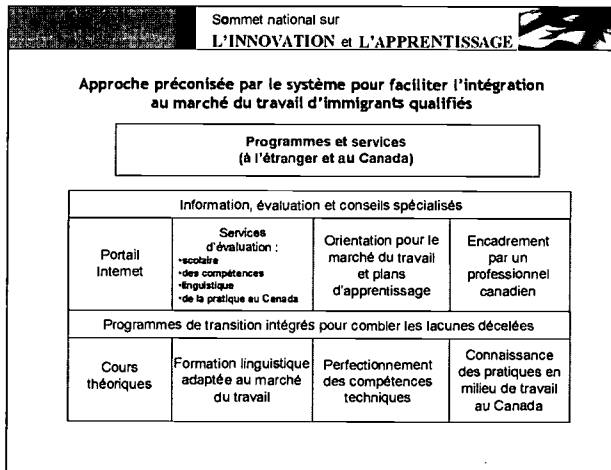 Sommet national sur
L'INNOVATION et L'APPRENTISSAGE
Approche préconisée par le système pour faciliter l'intégration
au marché du travail d'immigrants qualifiés
Programmes et services
(à l'étranger et au Canada)
Information, évaluation et conseils spécialisés
Portail
Internet
Services
d'évaluation :
•scolaire
•des compétences
•linguistique
•de la pratique au Canada
Orientation pour le
marché du travail
et plans
d'apprentissage
Encadrement
par un
professionnel
canadien
Programmes de transition intégrés pour combler les lacunes décelées
Cours
théoriques
Formation linguistique
adaptée au marché
du travail
Perfectionnement
des compétences
techniques
Connaissance
des pratiques en
milieu de travail
au Canada